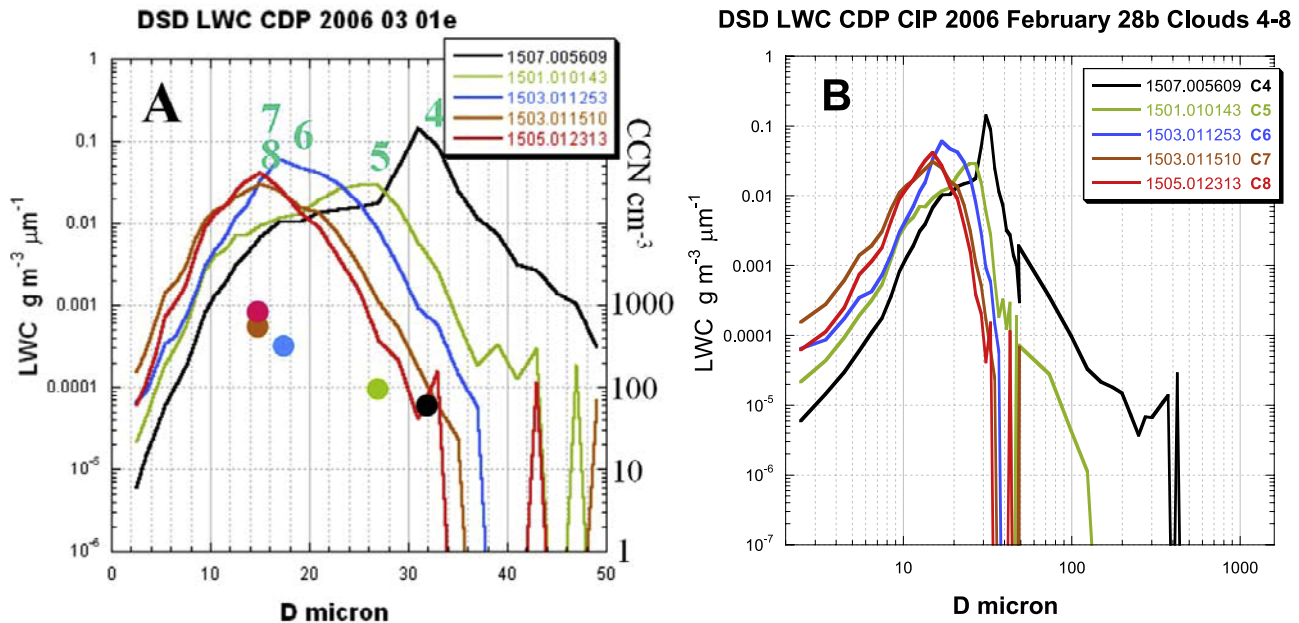 DSD LWC CDP 2006 03 01e
A
1507.005609
1501.010143
1503.011253
1503.011510
1505.012313
7
6
8
5
4
1
0.1
0.01
0.001
0.0001
10-5
10-6
LWC g m-3 µm-1
1000
100
10
1
CCN cm-3
0 10 20 30 40 50
D micron
DSD LWC CDP CIP 2006 February 28b Clouds 4-8
B
1507.005609 C4
1501.010143 C5
1503.011253 C6
1503.011510 C7
1505.012313 C8
1
0.1
0.01
0.001
0.0001
10-5
10-6
10-7
LWC g m-3 µm-1
10 100 1000
D micron